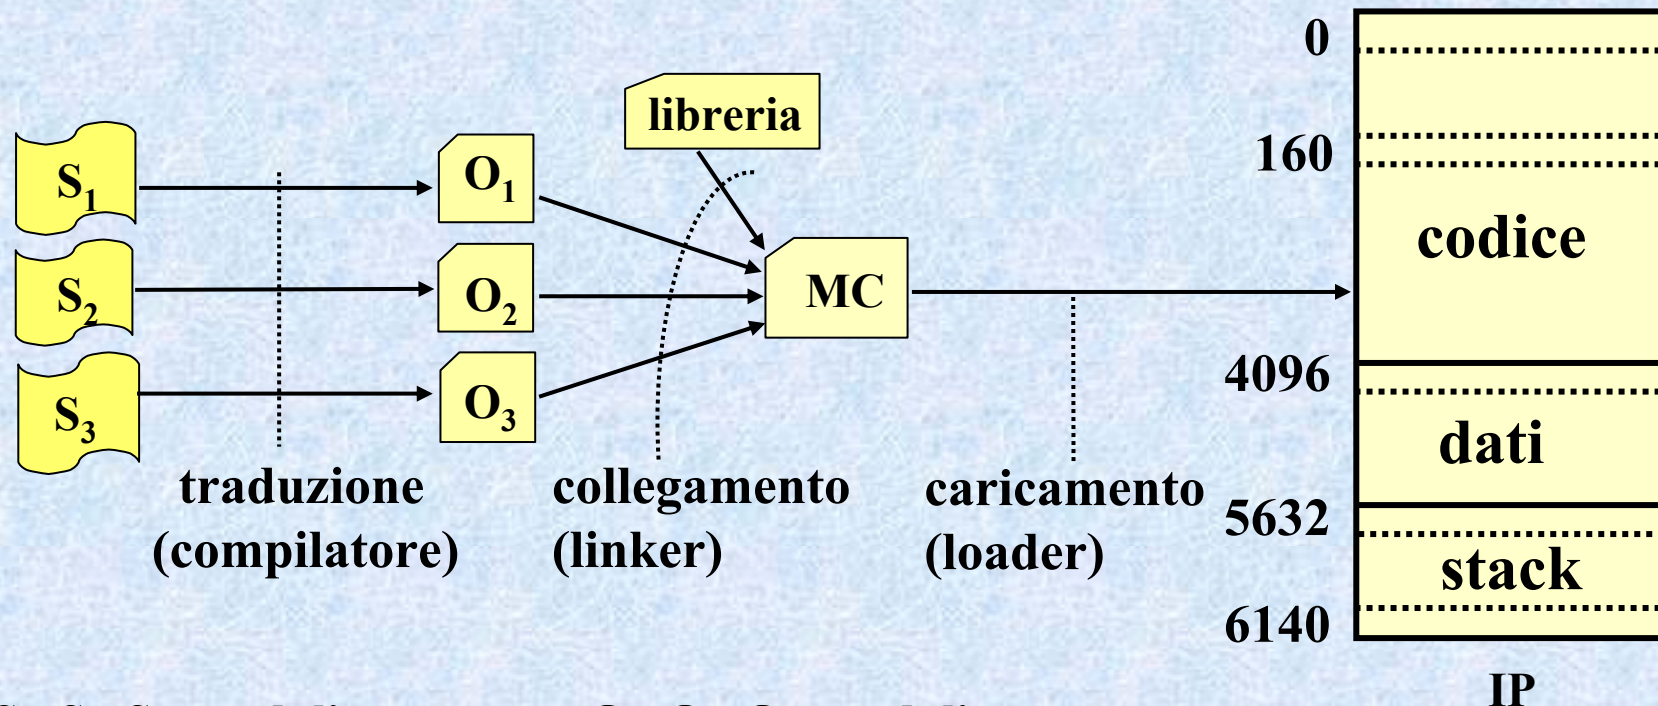 S1
S2
S3
O1
O2
O3
libreria
MC
traduzione
(compilatore)
collegamento
(linker)
caricamento
(loader)
0
160
codice
4096
dati
5632
stack
6140
IP